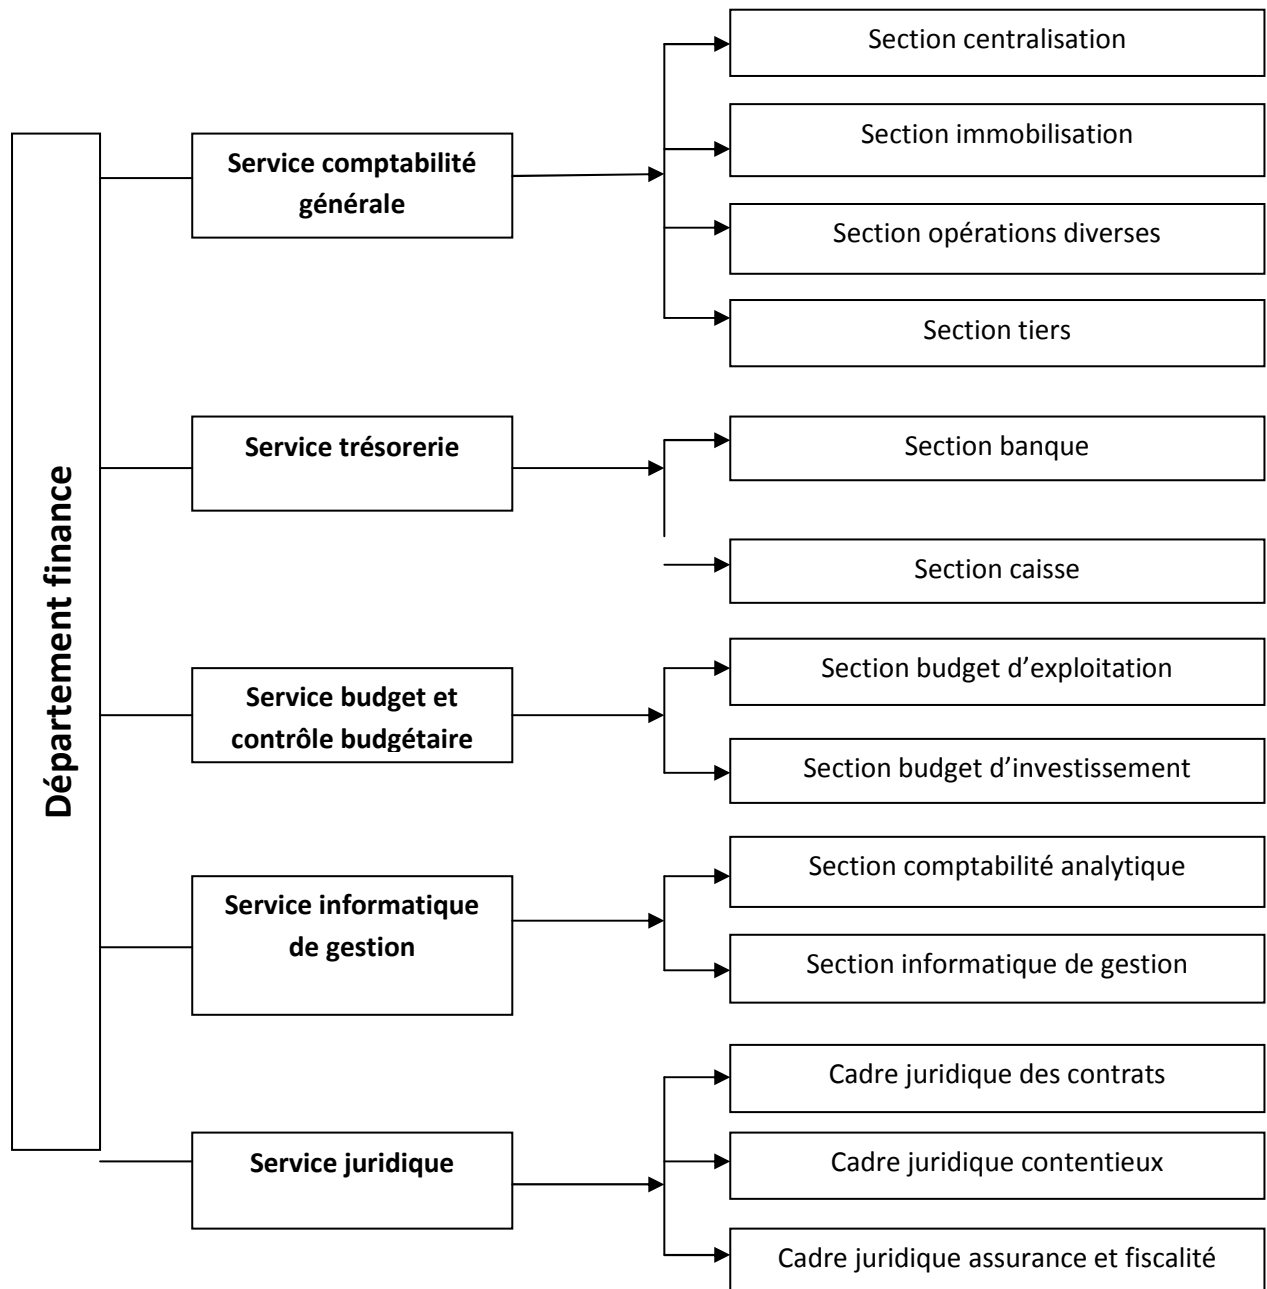 Département finance
Service comptabilité
générale
Section centralisation
Section immobilisation
Section opérations diverses
Section tiers
Service trésorerie
Section banque
Section caisse
Service budget et
contrôle budgétaire
Section budget d’exploitation
Section budget d’investissement
Service informatique
de gestion
Section comptabilité analytique
Section informatique de gestion
Service juridique
Cadre juridique des contrats
Cadre juridique contentieux
Cadre juridique assurance et fiscalité